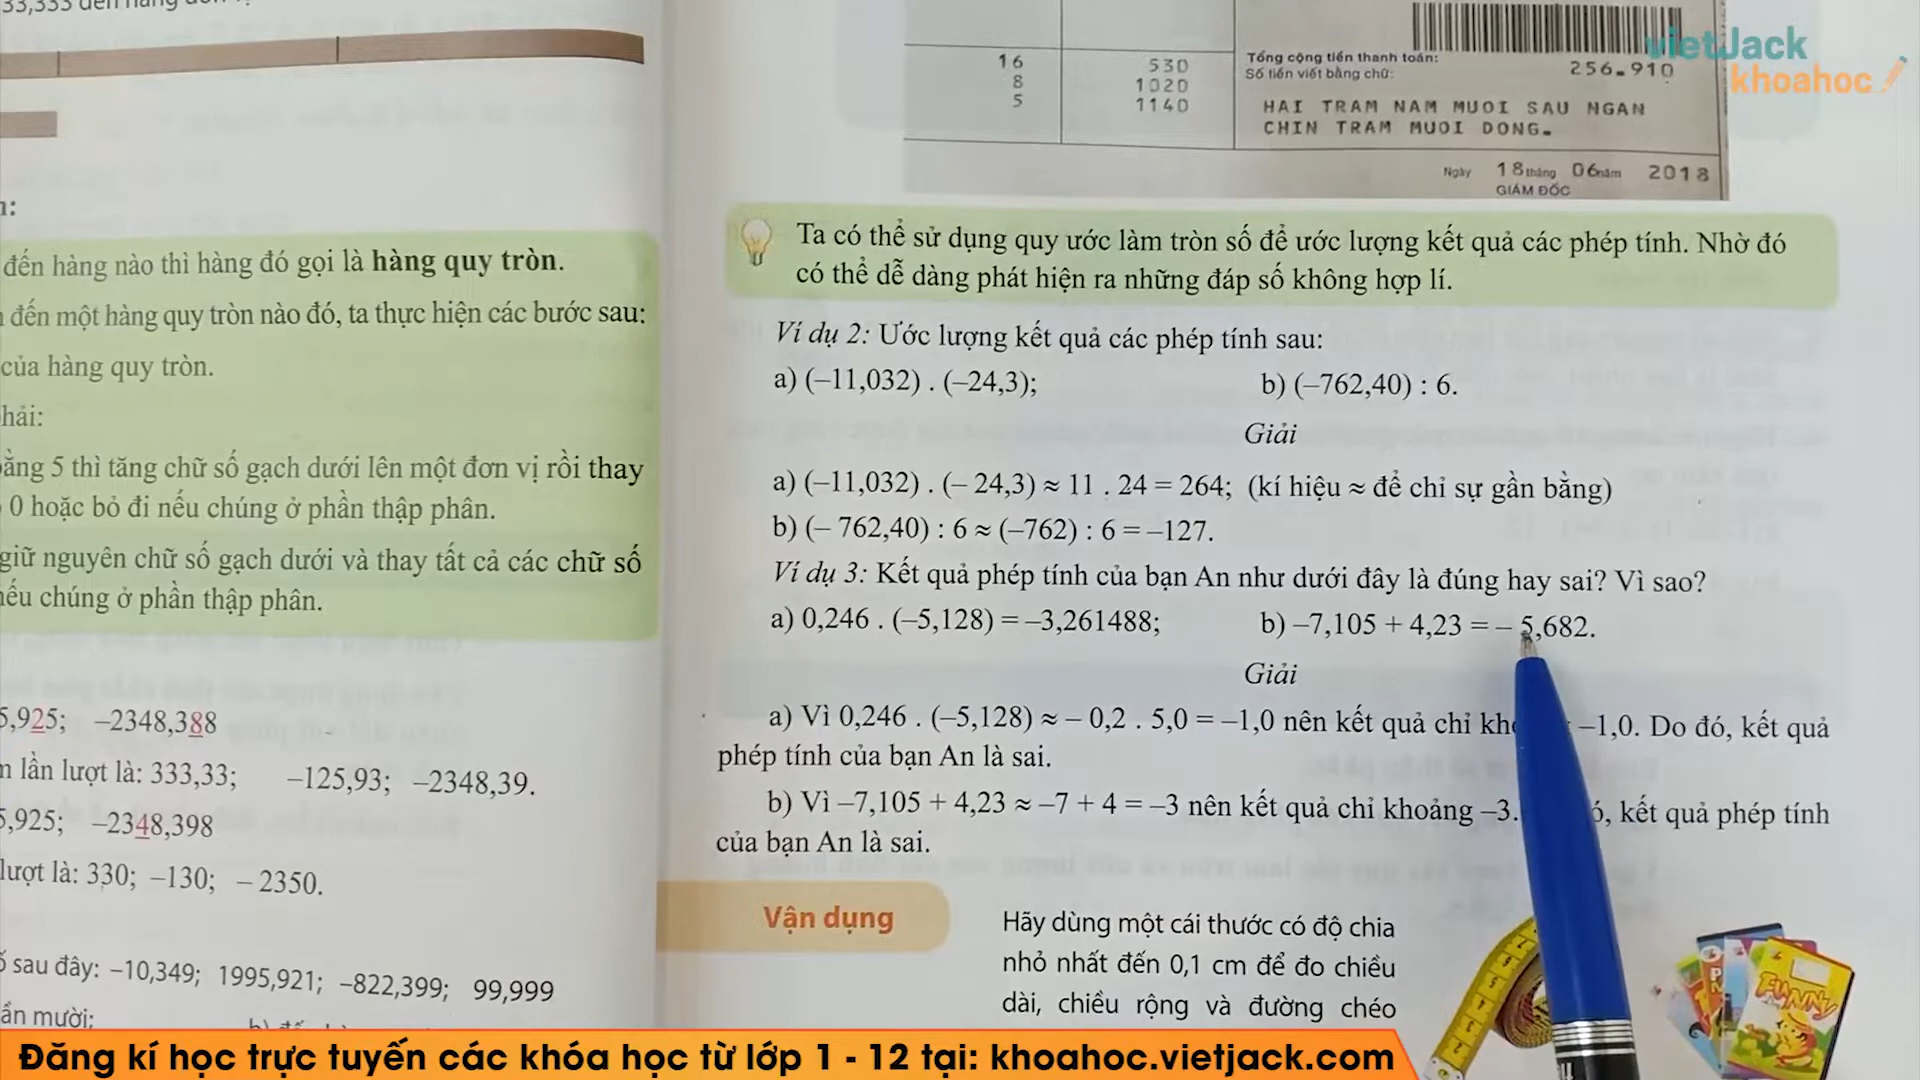 vietJack
khoahoc
16 530
8 1020
5 1140
Tổng cộng tiền thanh toán: 256.910
Số tiền viết bằng chữ:
HAI TRAM NAM MUOI SAU NGAN
CHIN TRAM MUOI DONG.
Ngày 18 tháng 06 năm 2018
GIÁM ĐỐC
đến hàng nào thì hàng đó gọi là hàng quy tròn.
đến một hàng quy tròn nào đó, ta thực hiện các bước sau:
của hàng quy tròn.
hải:
ằng 5 thì tăng chữ số gạch dưới lên một đơn vị rồi thay
0 hoặc bỏ đi nếu chúng ở phần thập phân.
giữ nguyên chữ số gạch dưới và thay tất cả các chữ số
nếu chúng ở phần thập phân.
5,925; –2348,388
n lần lượt là: 333,33; –125,93; –2348,39.
5,925; –2348,398
lượt là: 330; –130; – 2350.
sau đây: –10,349; 1995,921; –822,399; 99,999
ần mười;
Ta có thể sử dụng quy ước làm tròn số để ước lượng kết quả các phép tính. Nhờ đó
có thể dễ dàng phát hiện ra những đáp số không hợp lí.
Ví dụ 2: Ước lượng kết quả các phép tính sau:
a) (–11,032) . (–24,3); b) (–762,40) : 6.
Giải
a) (–11,032) . (– 24,3) ≈ 11 . 24 = 264; (kí hiệu ≈ để chỉ sự gần bằng)
b) (– 762,40) : 6 ≈ (–762) : 6 = –127.
Ví dụ 3: Kết quả phép tính của bạn An như dưới đây là đúng hay sai? Vì sao?
a) 0,246 . (–5,128) = –3,261488; b) –7,105 + 4,23 = – 5,682.
Giải
a) Vì 0,246 . (–5,128) ≈ – 0,2 . 5,0 = –1,0 nên kết quả chỉ –1,0. Do đó, kết quả
phép tính của bạn An là sai.
b) Vì –7,105 + 4,23 ≈ –7 + 4 = –3 nên kết quả chỉ khoảng –3. kết quả phép tính
của bạn An là sai.
Vận dụng
Hãy dùng một cái thước có độ chia
nhỏ nhất đến 0,1 cm để đo chiều
dài, chiều rộng và đường chéo
FUNNY
Đăng kí học trực tuyến các khóa học từ lớp 1 - 12 tại: khoahoc.vietjack.com